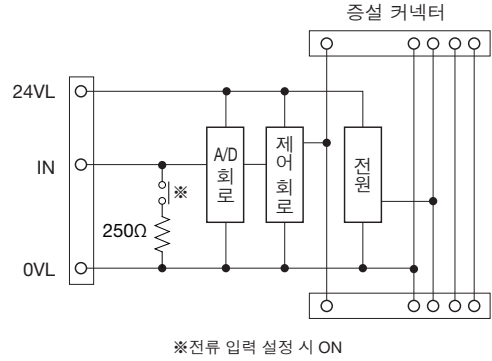 증설 커넥터
24VL
IN
0VL
A/D
회
로
제
어
회
로
전
원
※
250Ω
※전류 입력 설정 시 ON